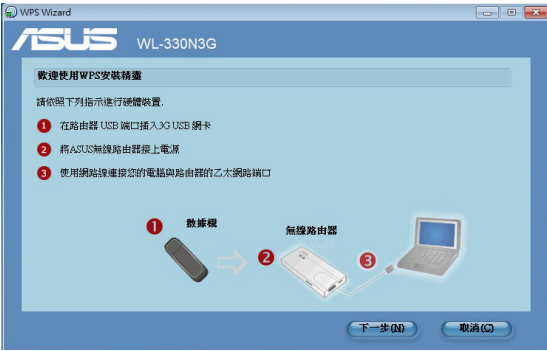 WPS Wizard
ASUS WL-330N3G
歡迎使用WPS安裝精靈
請依照下列指示進行硬體裝置.
1 在路由器 USB 端口插入3G USB 網卡
2 將ASUS無線路由器接上電源
3 使用網路線連接您的電腦與路由器的乙太網路端口
1 數據機
2 無線路由器
3
下一步(N) 取消(C)